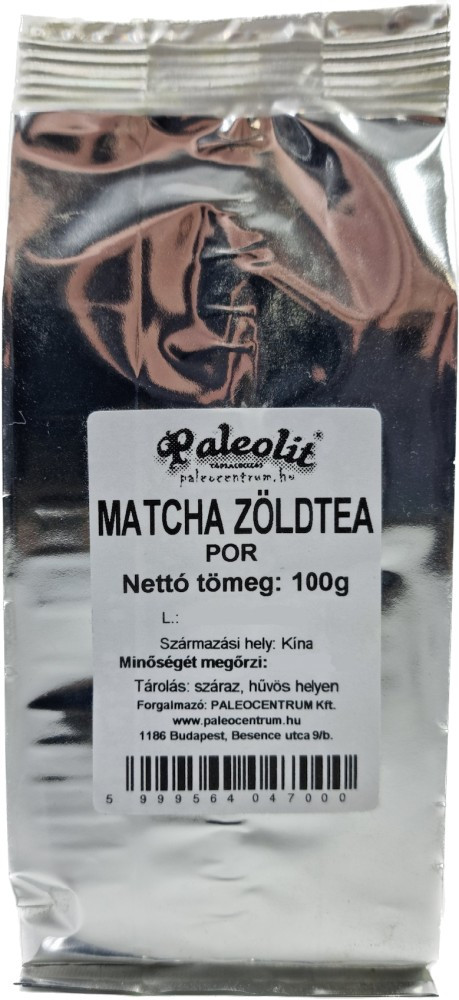 Paleolit
TÁPLÁLKOZÁS
paleocentrum.hu
MATCHA ZÖLDTEA
POR
Nettó tömeg: 100g
L.:
Származási hely: Kína
Minőségét megőrzi:
Tárolás: száraz, hűvös helyen
Forgalmazó: PALEOCENTRUM Kft.
www.paleocentrum.hu
1186 Budapest, Besence utca 9/b.
5 999564 047000